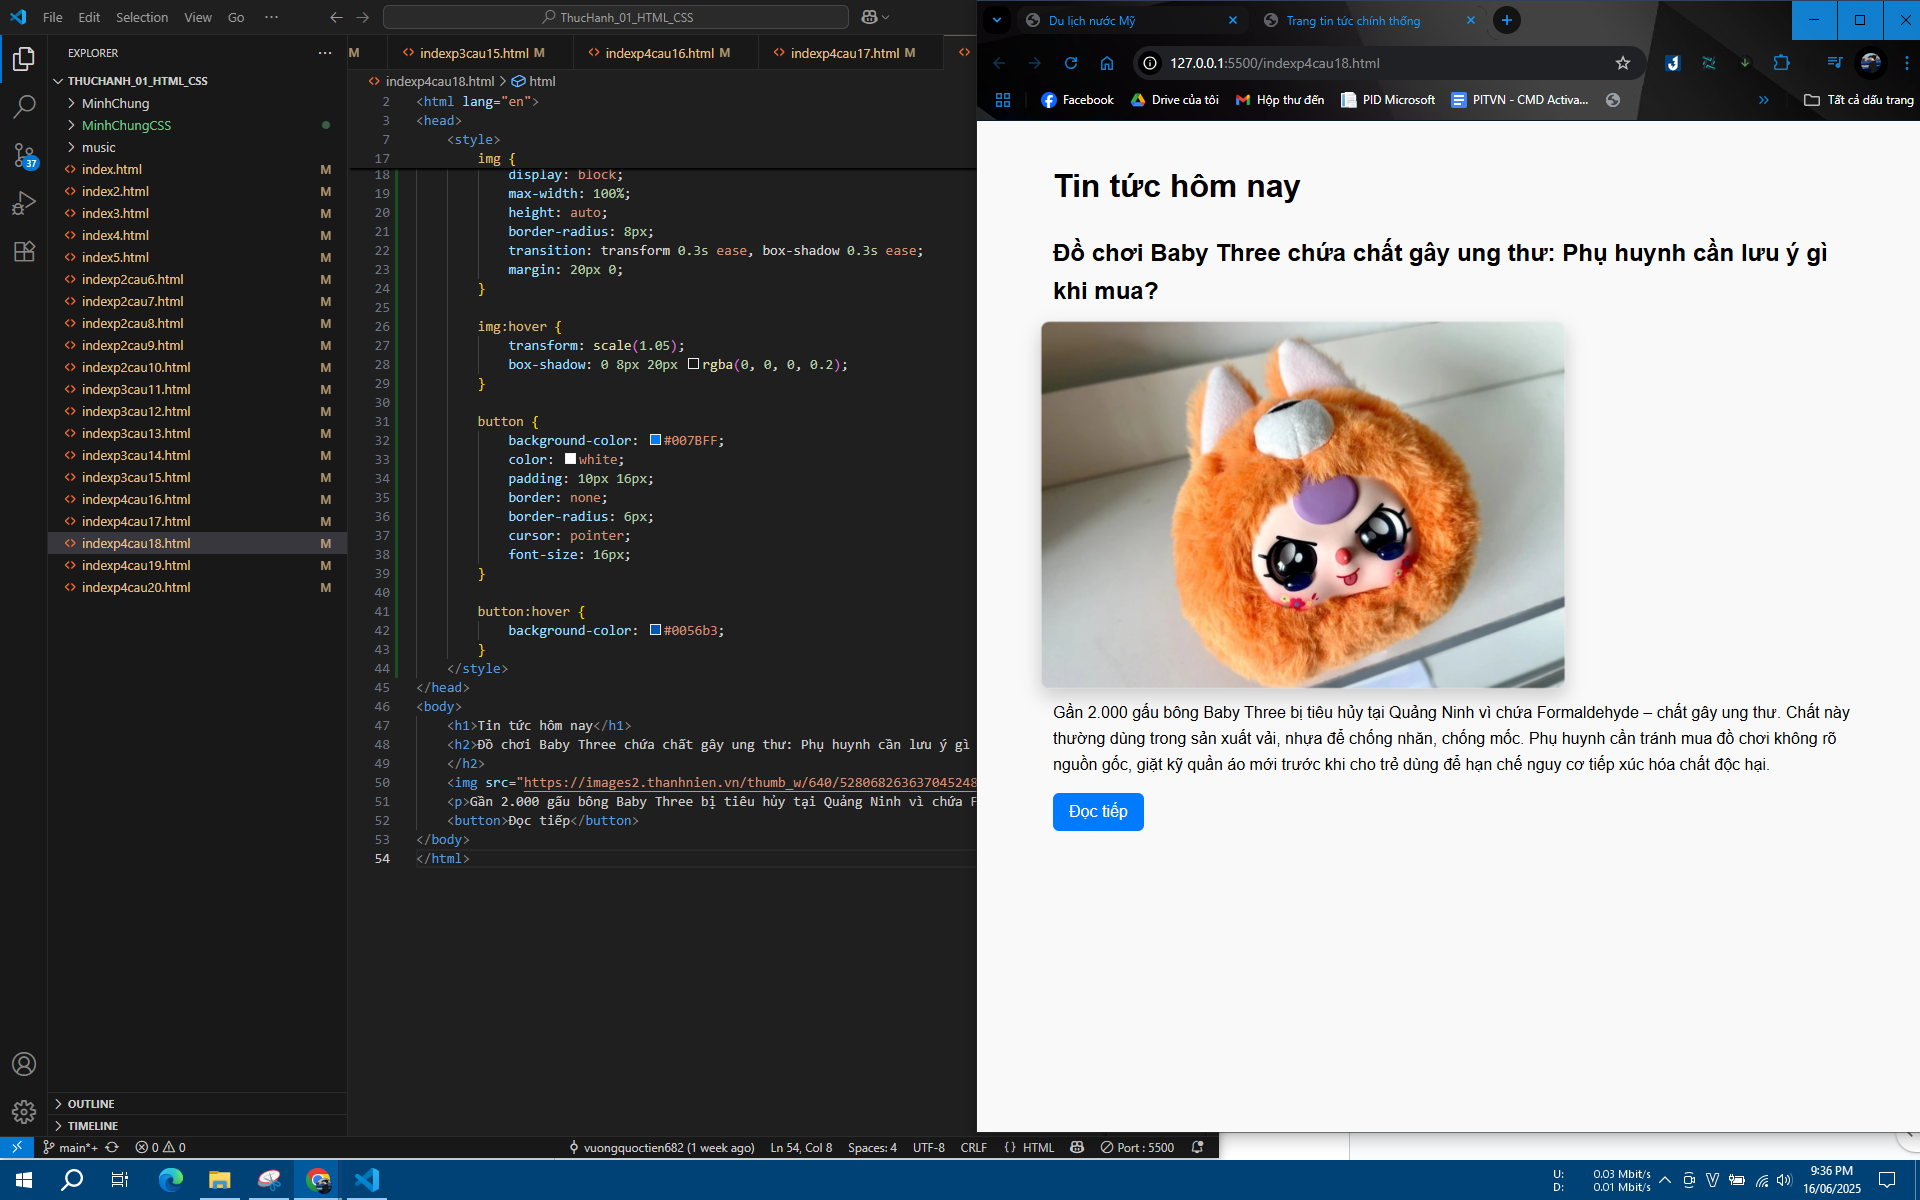 File Edit Selection View Go ···
ThucHanh_01_HTML_CSS
EXPLORER
THUCHANH_01_HTML_CSS
MinhChung
MinhChungCSS
music
index.html M
index2.html M
index3.html M
index4.html M
index5.html M
indexp2cau6.html M
indexp2cau7.html M
indexp2cau8.html M
indexp2cau9.html M
indexp2cau10.html M
indexp3cau11.html M
indexp3cau12.html M
indexp3cau13.html M
indexp3cau14.html M
indexp3cau15.html M
indexp4cau16.html M
indexp4cau17.html M
indexp4cau18.html M
indexp4cau19.html M
indexp4cau20.html M
OUTLINE
TIMELINE
37
M indexp3cau15.html M indexp4cau16.html M indexp4cau17.html M
indexp4cau18.html > html
2 <html lang="en">
3 <head>
7 <style>
17 img {
18 display: block;
19 max-width: 100%;
20 height: auto;
21 border-radius: 8px;
22 transition: transform 0.3s ease, box-shadow 0.3s ease;
23 margin: 20px 0;
24 }
25
26 img:hover {
27 transform: scale(1.05);
28 box-shadow: 0 8px 20px rgba(0, 0, 0, 0.2);
29 }
30
31 button {
32 background-color: #007BFF;
33 color: white;
34 padding: 10px 16px;
35 border: none;
36 border-radius: 6px;
37 cursor: pointer;
38 font-size: 16px;
39 }
40
41 button:hover {
42 background-color: #0056b3;
43 }
44 </style>
45 </head>
46 <body>
47 <h1>Tin tức hôm nay</h1>
48 <h2>Đồ chơi Baby Three chứa chất gây ung thư: Phụ huynh cần lưu ý gì
49 </h2>
50 <img src="https://images2.thanhnien.vn/thumb_w/640/528068263637045248
51 <p>Gần 2.000 gấu bông Baby Three bị tiêu hủy tại Quảng Ninh vì chứa F
52 <button>Đọc tiếp</button>
53 </body>
54 </html>
main*+ 0 0 vuongquoctien682 (1 week ago) Ln 54, Col 8 Spaces: 4 UTF-8 CRLF {} HTML Port : 5500
Du lịch nước Mỹ
Trang tin tức chính thống
127.0.0.1:5500/indexp4cau18.html
Facebook Drive của tôi Hộp thư đến PID Microsoft PITVN - CMD Activa... Tất cả dấu trang
Tin tức hôm nay
Đồ chơi Baby Three chứa chất gây ung thư: Phụ huynh cần lưu ý gì
khi mua?
Gần 2.000 gấu bông Baby Three bị tiêu hủy tại Quảng Ninh vì chứa Formaldehyde – chất gây ung thư. Chất này
thường dùng trong sản xuất vải, nhựa để chống nhăn, chống mốc. Phụ huynh cần tránh mua đồ chơi không rõ
nguồn gốc, giặt kỹ quần áo mới trước khi cho trẻ dùng để hạn chế nguy cơ tiếp xúc hóa chất độc hại.
Đọc tiếp
U: 0.03 Mbit/s
D: 0.01 Mbit/s
9:36 PM
16/06/2025